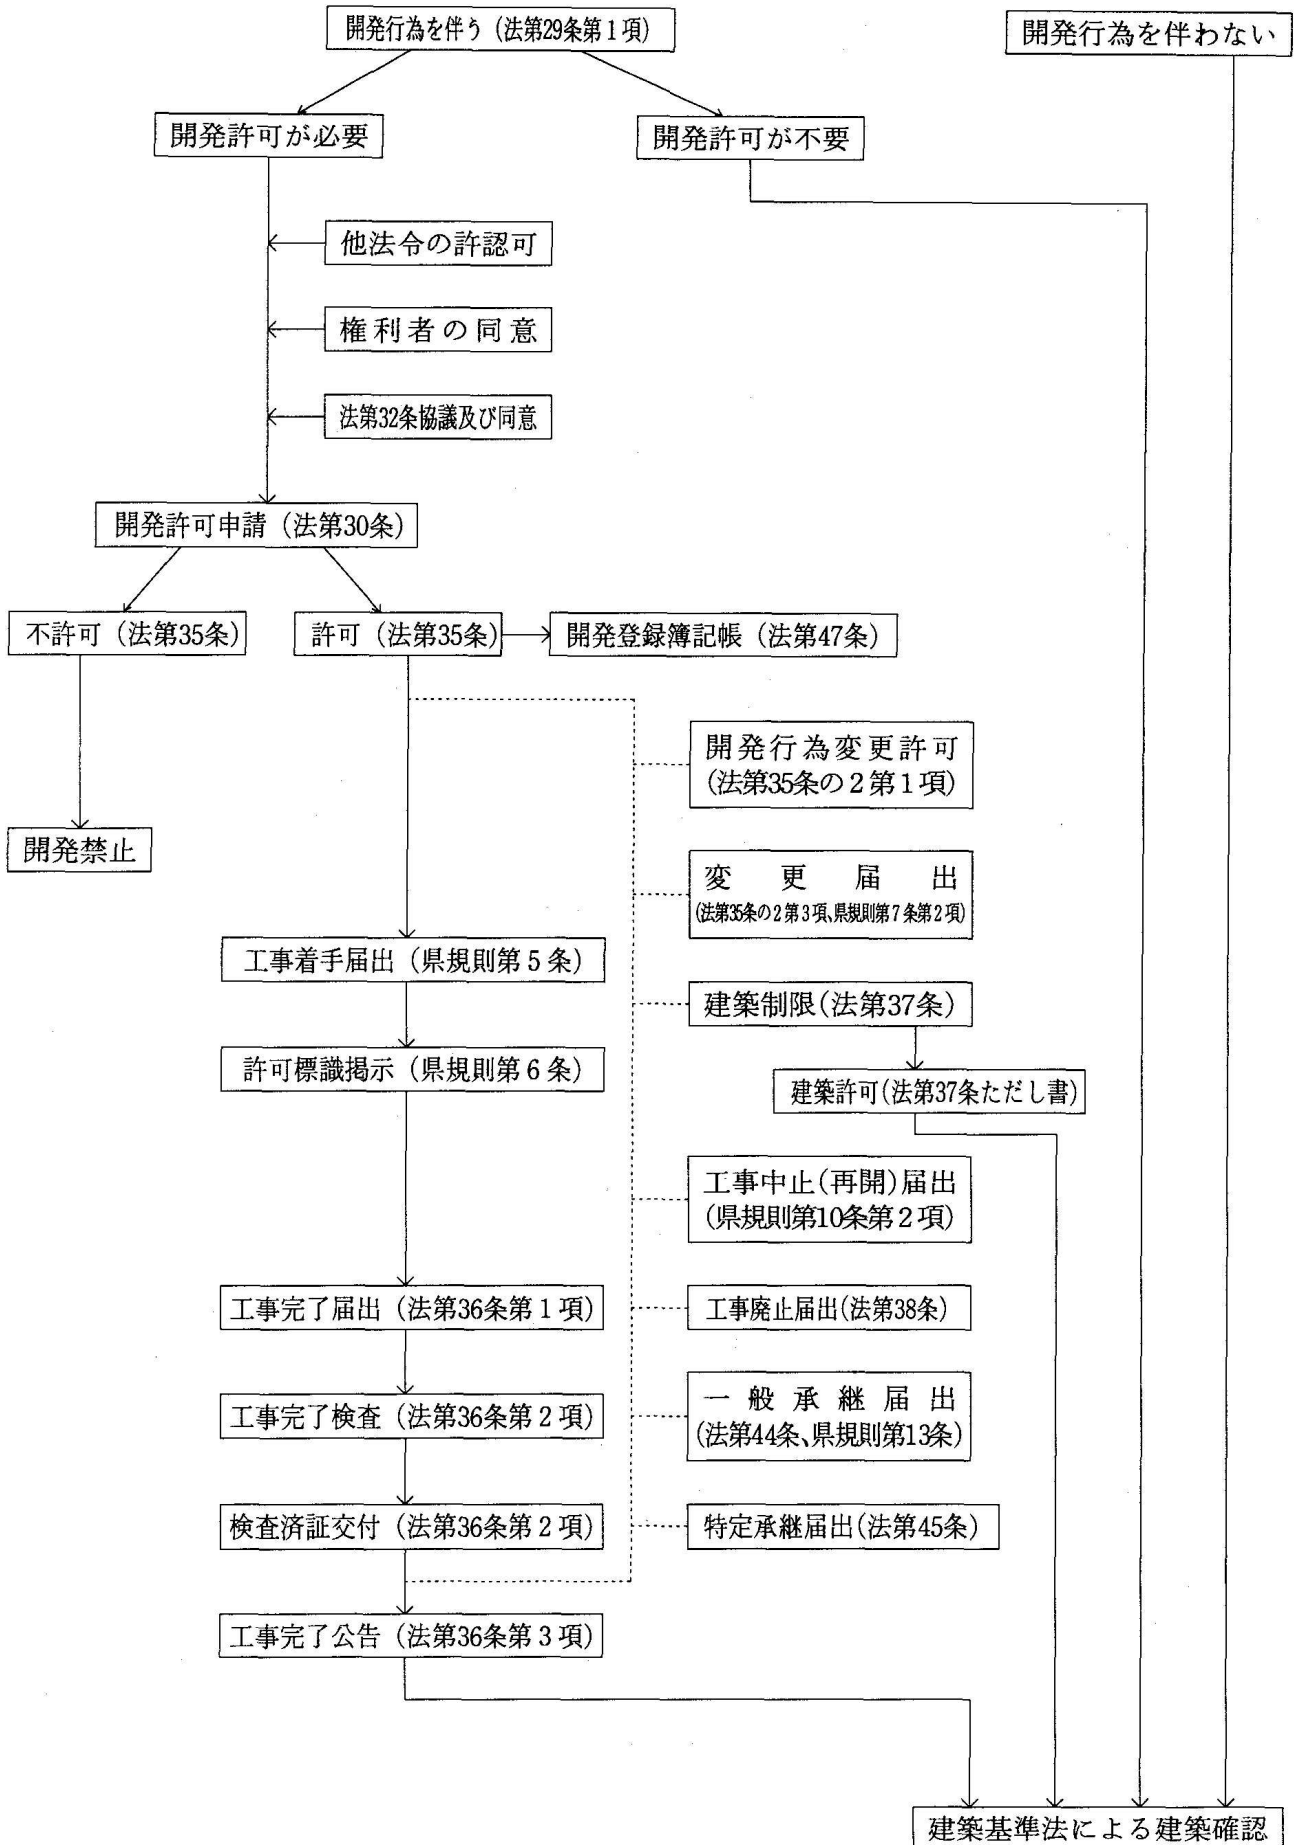 開発行為を伴う（法第29条第１項）
開発行為を伴わない
開発許可が必要
開発許可が不要
他法令の許認可
権利者の同意
法第32条協議及び同意
開発許可申請（法第30条）
不許可（法第35条）
許可（法第35条）
開発登録簿記帳（法第47条）
開発行為変更許可
(法第35条の２第１項)
開発禁止
変更届出
(法第35条の２第３項、県規則第７条第２項)
工事着手届出（県規則第５条）
建築制限(法第37条)
許可標識掲示（県規則第６条）
建築許可(法第37条ただし書)
工事中止(再開)届出
(県規則第10条第２項)
工事完了届出（法第36条第１項）
工事廃止届出(法第38条)
一般承継届出
(法第44条、県規則第13条)
工事完了検査（法第36条第２項）
検査済証交付（法第36条第２項）
特定承継届出(法第45条)
工事完了公告（法第36条第３項）
建築基準法による建築確認